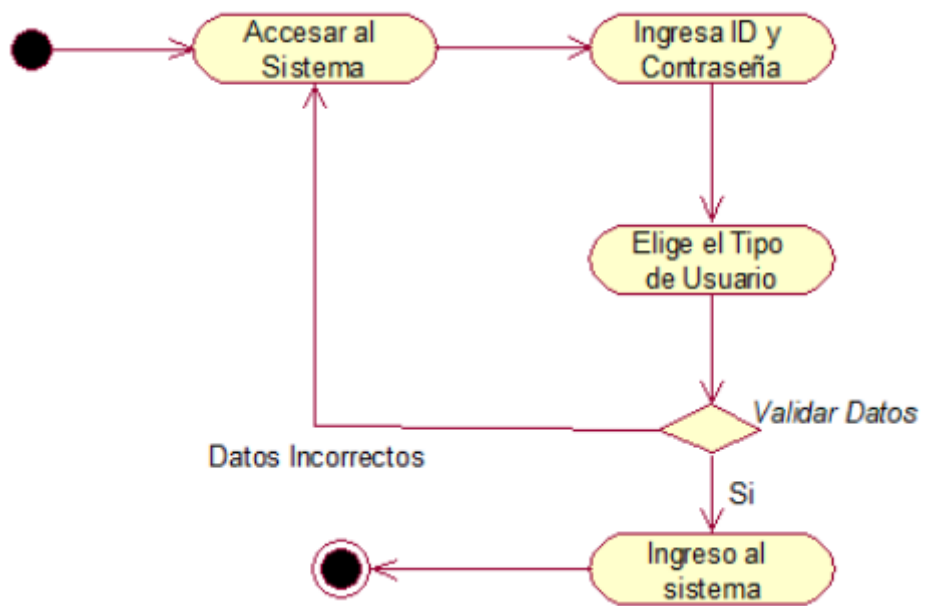 Accesar al
Sistema
Ingresa ID y
Contraseña
Elige el Tipo
de Usuario
Validar Datos
Datos Incorrectos
Si
Ingreso al
sistema